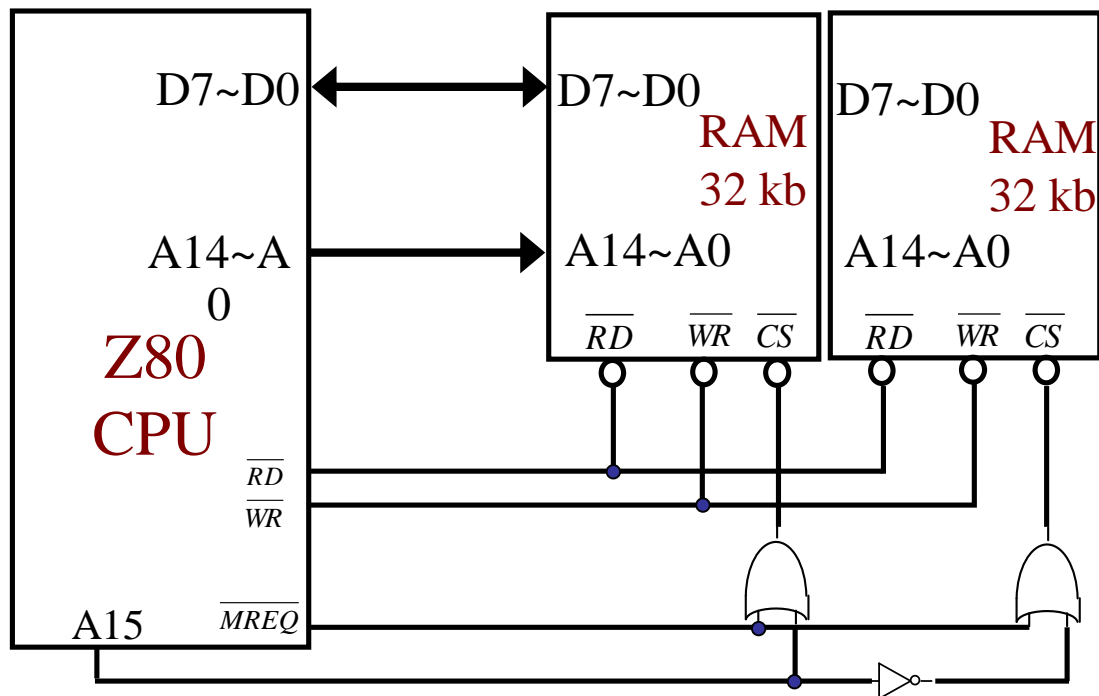 D7~D0
A14~A
0
Z80
CPU
RD
WR
MREQ
A15
D7~D0
RAM
32 kb
A14~A0
RD WR CS
D7~D0
RAM
32 kb
A14~A0
RD WR CS